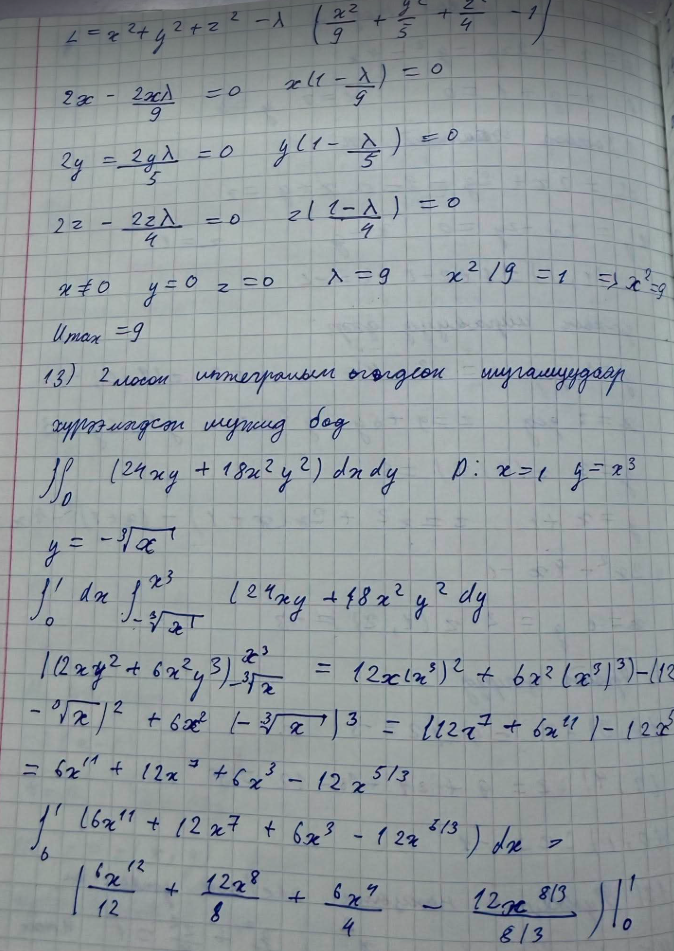 L = x² + y² + z² − λ (x²/9 + y²/5 + z²/4 − 1)
2x − 2xλ/9 = 0 x(1 − λ/9) = 0
2y = 2yλ/5 = 0 y(1 − λ/5) = 0
2z − 2zλ/4 = 0 z(1−λ/4) = 0
x ≠ 0 y = 0 z = 0 λ = 9 x²/9 = 1 => x² = 9
Umax = 9
13) 2 лосон интегралыг өгөгдсөн шугамуудаар
хүрээлэгдсэн мужид бод
∬_D (24xy + 18x²y²) dxdy D: x = 1 y = x³
y = −∛x
∫₀¹ dx ∫_{−∛x}^{x³} (24xy + 18x²y² dy
(12xy² + 6x²y³)_{−∛x}^{x³} = 12x(x³)² + 6x²(x³)³) − (12
−∛x)² + 6x² (−∛x)³ = (12x⁷ + 6x¹¹) − 12x⁵
= 6x¹¹ + 12x⁷ + 6x³ − 12x^{5/3}
∫₀¹ (6x¹¹ + 12x⁷ + 6x³ − 12x^{5/3}) dx =
(6x¹²/12 + 12x⁸/8 + 6x⁴/4 − 12x^{8/3}/8/3)|₀¹